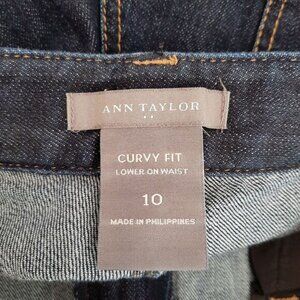 ANN TAYLOR
CURVY FIT
LOWER ON WAIST
10
MADE IN PHILIPPINES